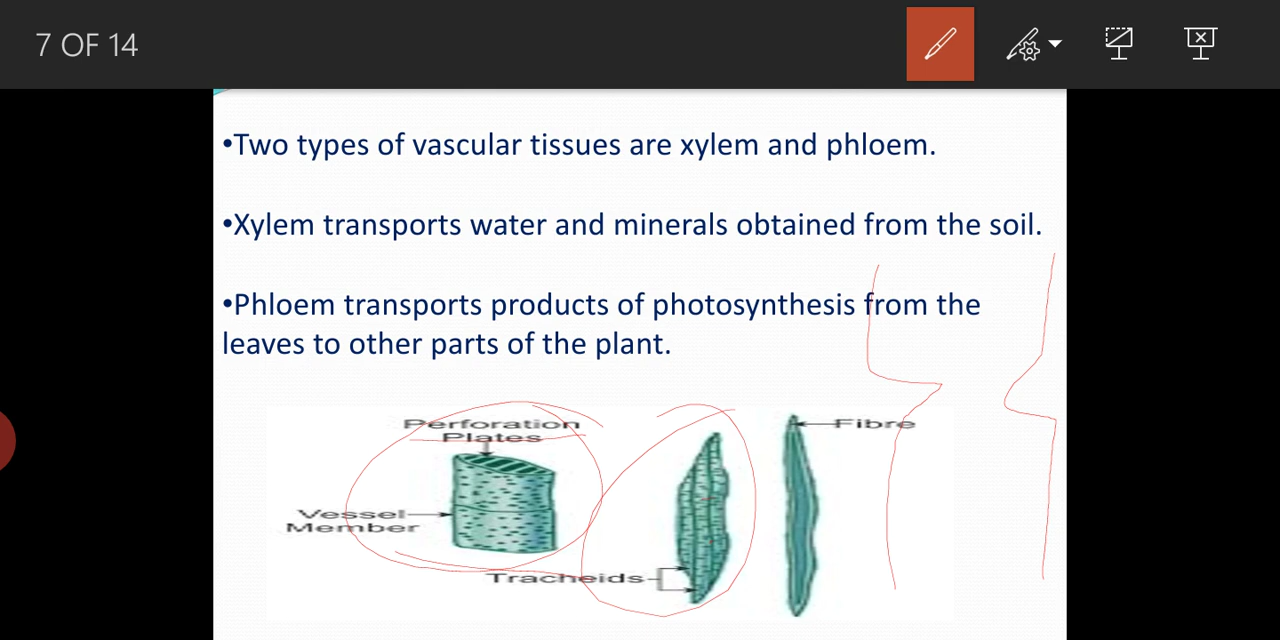 7 OF 14
•Two types of vascular tissues are xylem and phloem.
•Xylem transports water and minerals obtained from the soil.
•Phloem transports products of photosynthesis from the
leaves to other parts of the plant.
Perforation
Plates
Fibre
Vessel
Member
Tracheids